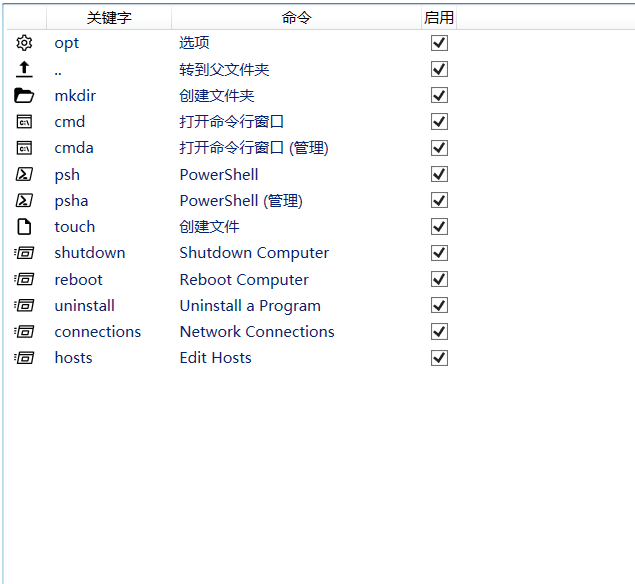 关键字 命令 启用
opt 选项
.. 转到父文件夹
mkdir 创建文件夹
cmd 打开命令行窗口
cmda 打开命令行窗口 (管理)
psh PowerShell
psha PowerShell (管理)
touch 创建文件
shutdown Shutdown Computer
reboot Reboot Computer
uninstall Uninstall a Program
connections Network Connections
hosts Edit Hosts